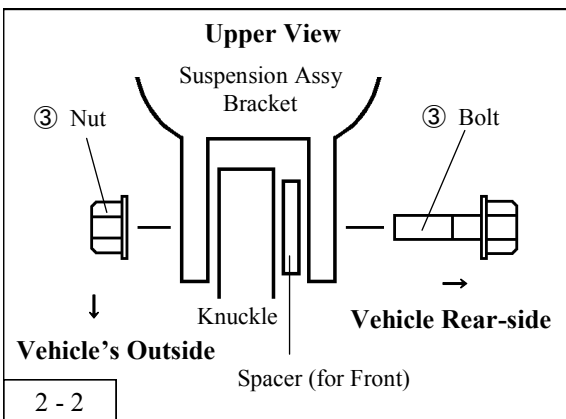 Upper View
Suspension Assy
Bracket
③ Nut
③ Bolt
↓
→
Knuckle
Vehicle Rear-side
Vehicle's Outside
Spacer (for Front)
2 - 2